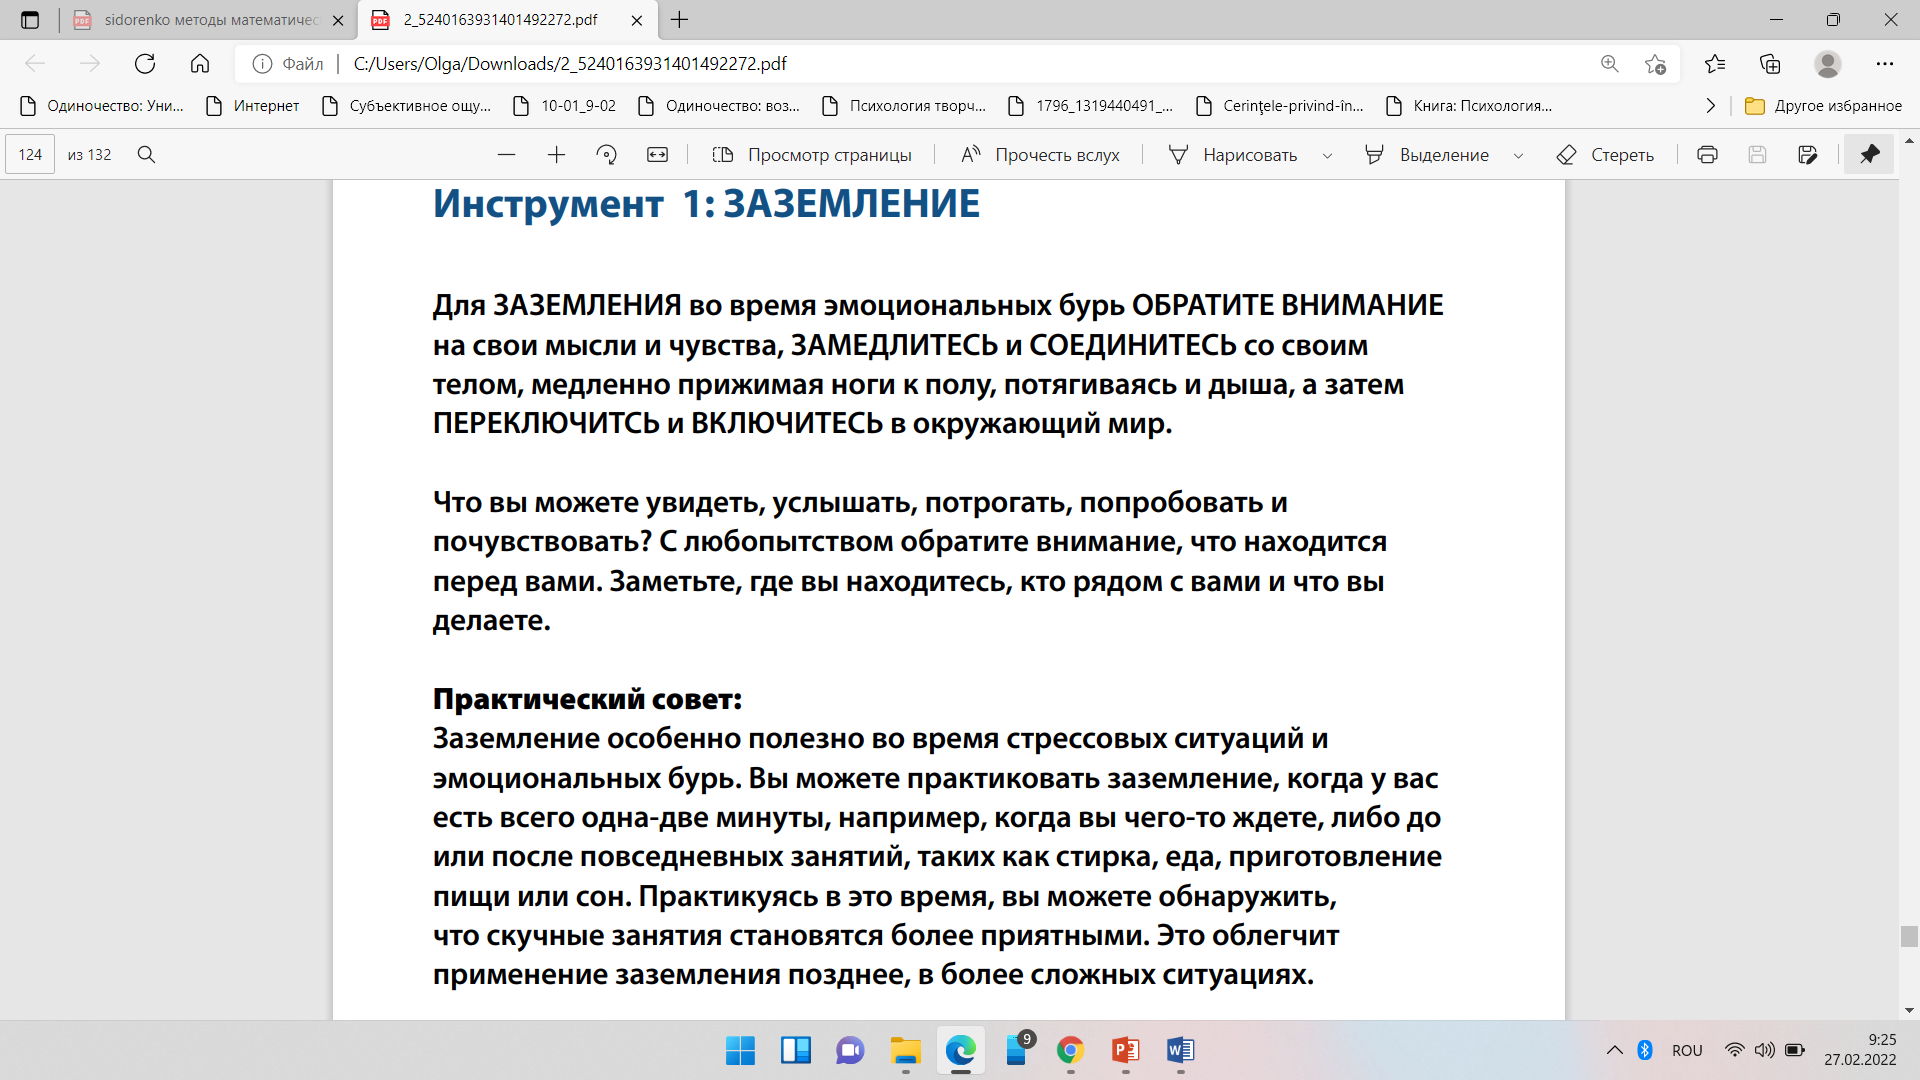 sidorenko методы математичес
2_5240163931401492272.pdf
Файл
C:/Users/Olga/Downloads/2_5240163931401492272.pdf
Одиночество: Уни...
Интернет
Субъективное ощу...
10-01_9-02
Одиночество: воз...
Психология творч...
1796_1319440491_...
Cerinţele-privind-în...
Книга: Психология...
Другое избранное
124
из 132
Просмотр страницы
Прочесть вслух
Нарисовать
Выделение
Стереть
Инструмент 1: ЗАЗЕМЛЕНИЕ
Для ЗАЗЕМЛЕНИЯ во время эмоциональных бурь ОБРАТИТЕ ВНИМАНИЕ
на свои мысли и чувства, ЗАМЕДЛИТЕСЬ и СОЕДИНИТЕСЬ со своим
телом, медленно прижимая ноги к полу, потягиваясь и дыша, а затем
ПЕРЕКЛЮЧИТСЬ и ВКЛЮЧИТЕСЬ в окружающий мир.
Что вы можете увидеть, услышать, потрогать, попробовать и
почувствовать? С любопытством обратите внимание, что находится
перед вами. Заметьте, где вы находитесь, кто рядом с вами и что вы
делаете.
Практический совет:
Заземление особенно полезно во время стрессовых ситуаций и
эмоциональных бурь. Вы можете практиковать заземление, когда у вас
есть всего одна-две минуты, например, когда вы чего-то ждете, либо до
или после повседневных занятий, таких как стирка, еда, приготовление
пищи или сон. Практикуясь в это время, вы можете обнаружить,
что скучные занятия становятся более приятными. Это облегчит
применение заземления позднее, в более сложных ситуациях.
9
ROU
9:25
27.02.2022